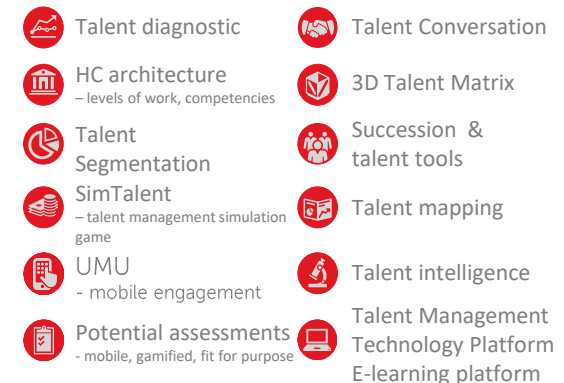 Talent diagnostic
HC architecture
– levels of work, competencies
Talent
Segmentation
SimTalent
– talent management simulation
game
UMU
- mobile engagement
Potential assessments
- mobile, gamified, fit for purpose
Talent Conversation
3D Talent Matrix
Succession &
talent tools
Talent mapping
Talent intelligence
Talent Management
Technology Platform
E-learning platform